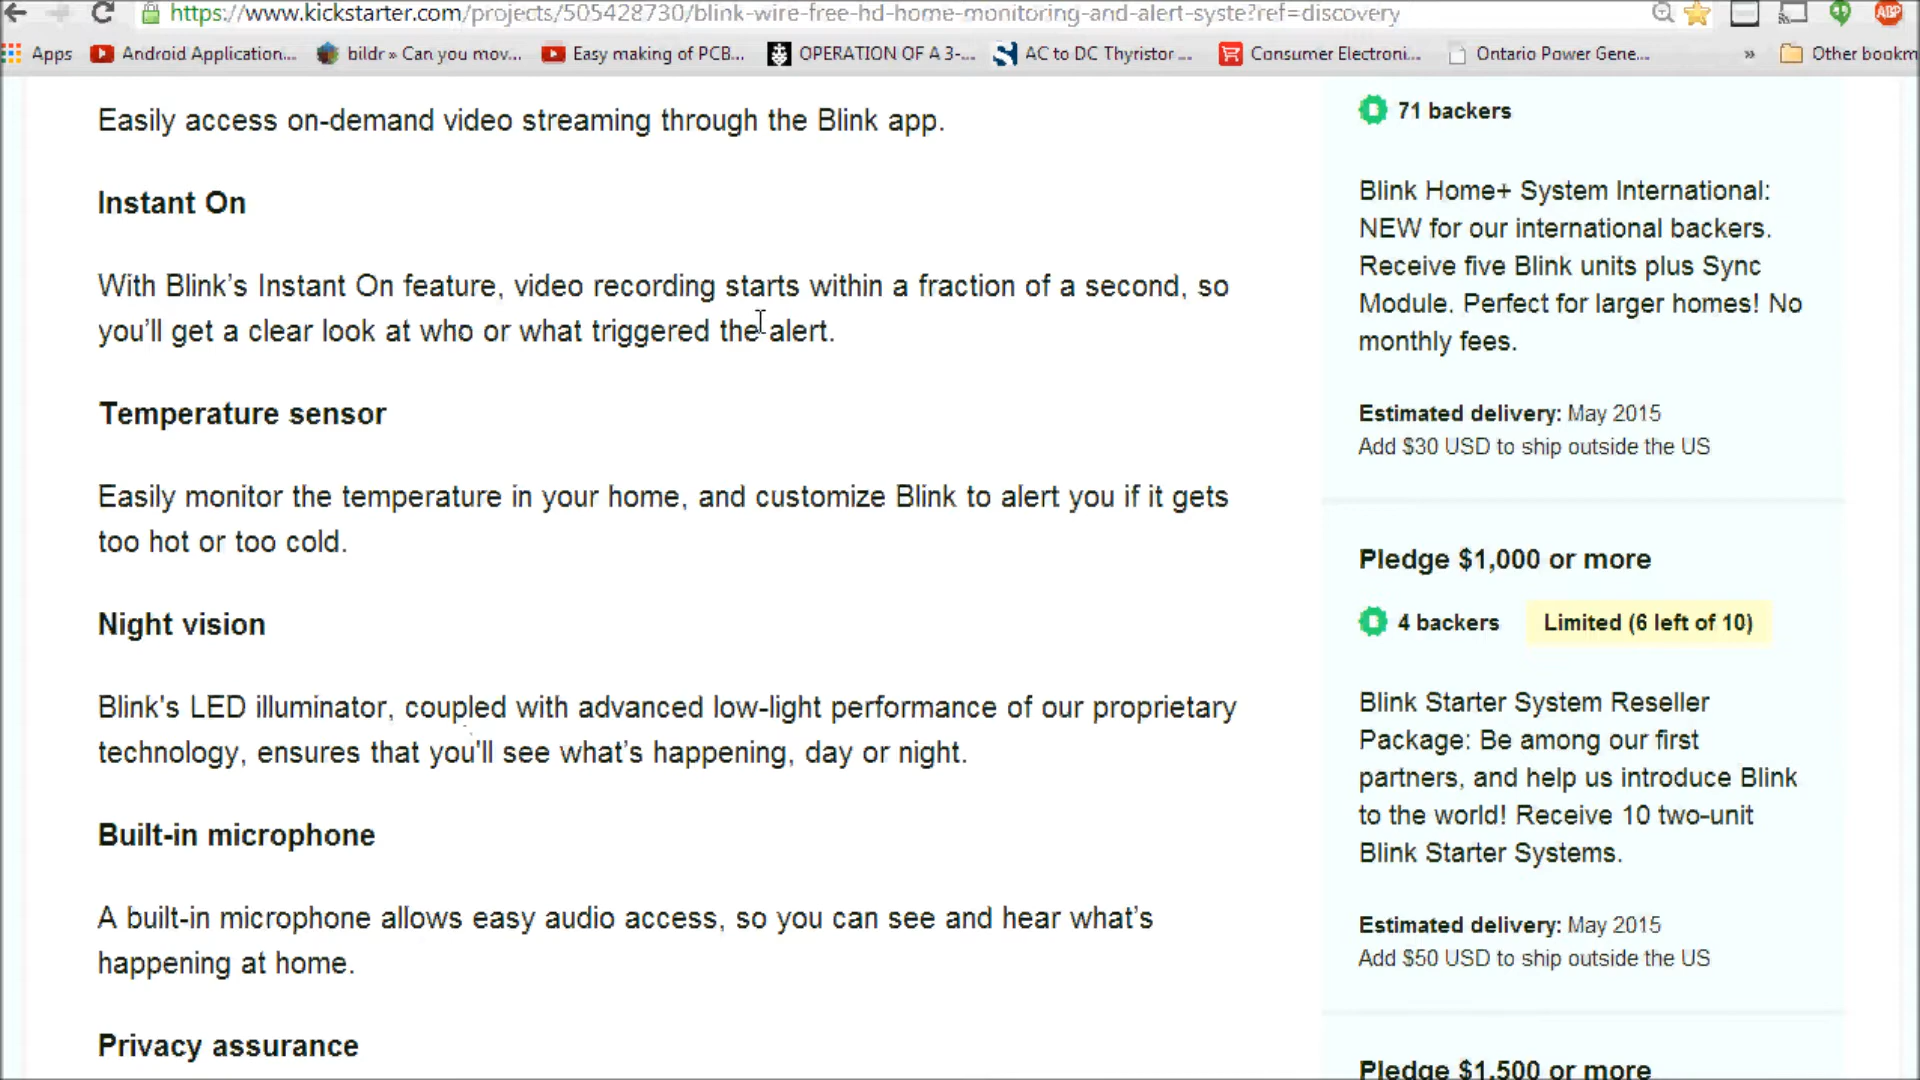 https://www.kickstarter.com/projects/505428730/blink-wire-free-hd-home-monitoring-and-alert-syste?ref=discovery
ABP
Apps Android Application... bildr » Can you mov... Easy making of PCB... OPERATION OF A 3-... AC to DC Thyristor ... Consumer Electroni... Ontario Power Gene... » Other bookm
Easily access on-demand video streaming through the Blink app.
Instant On
With Blink’s Instant On feature, video recording starts within a fraction of a second, so
you’ll get a clear look at who or what triggered the alert.
Temperature sensor
Easily monitor the temperature in your home, and customize Blink to alert you if it gets
too hot or too cold.
Night vision
Blink's LED illuminator, coupled with advanced low-light performance of our proprietary
technology, ensures that you'll see what’s happening, day or night.
Built-in microphone
A built-in microphone allows easy audio access, so you can see and hear what’s
happening at home.
Privacy assurance
71 backers
Blink Home+ System International:
NEW for our international backers.
Receive five Blink units plus Sync
Module. Perfect for larger homes! No
monthly fees.
Estimated delivery: May 2015
Add $30 USD to ship outside the US
Pledge $1,000 or more
4 backers Limited (6 left of 10)
Blink Starter System Reseller
Package: Be among our first
partners, and help us introduce Blink
to the world! Receive 10 two-unit
Blink Starter Systems.
Estimated delivery: May 2015
Add $50 USD to ship outside the US
Pledge $1,500 or more